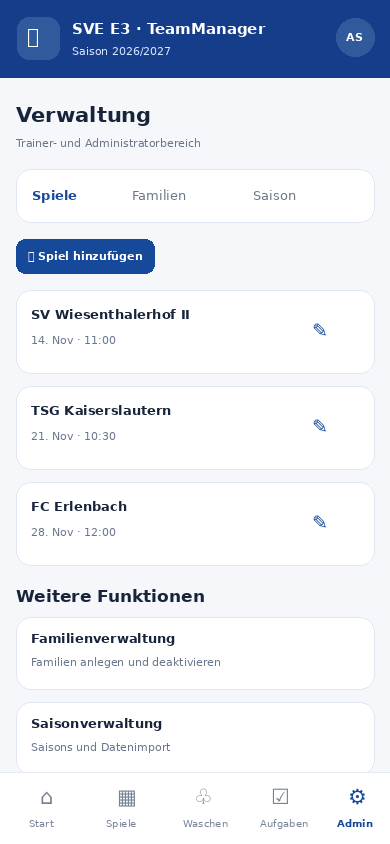 SVE E3 · TeamManager
Saison 2026/2027
AS
Verwaltung
Trainer- und Administratorbereich
Spiele Familien Saison
Spiel hinzufügen
SV Wiesenthalerhof II
14. Nov · 11:00
TSG Kaiserslautern
21. Nov · 10:30
FC Erlenbach
28. Nov · 12:00
Weitere Funktionen
Familienverwaltung
Familien anlegen und deaktivieren
Saisonverwaltung
Saisons und Datenimport
Start Spiele Waschen Aufgaben Admin